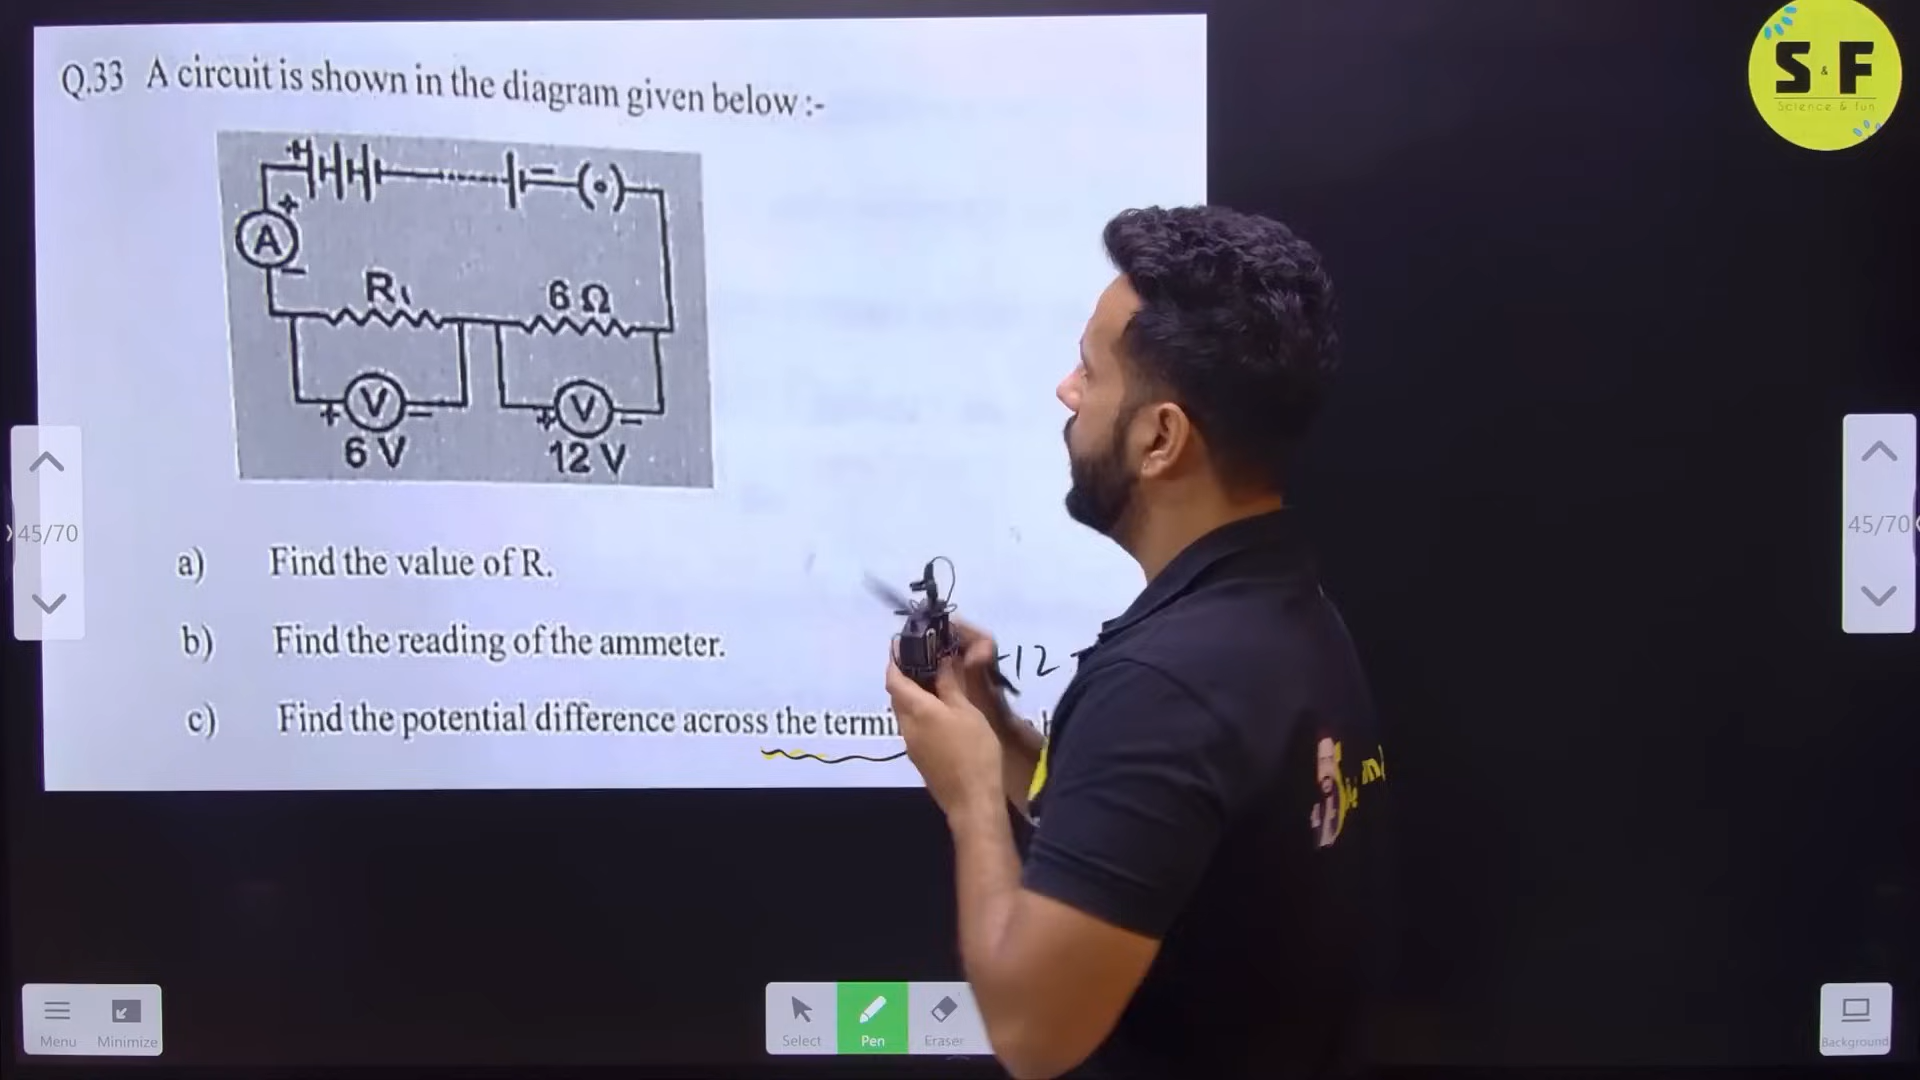 Q.33 A circuit is shown in the diagram given below :-
A
R
6 Ω
V
V
6 V
12 V
a) Find the value of R.
b) Find the reading of the ammeter.
12
c) Find the potential difference across the
45/70
45/70
S & F
Science & fun
Menu
Minimize
Select
Pen
Eraser
Background